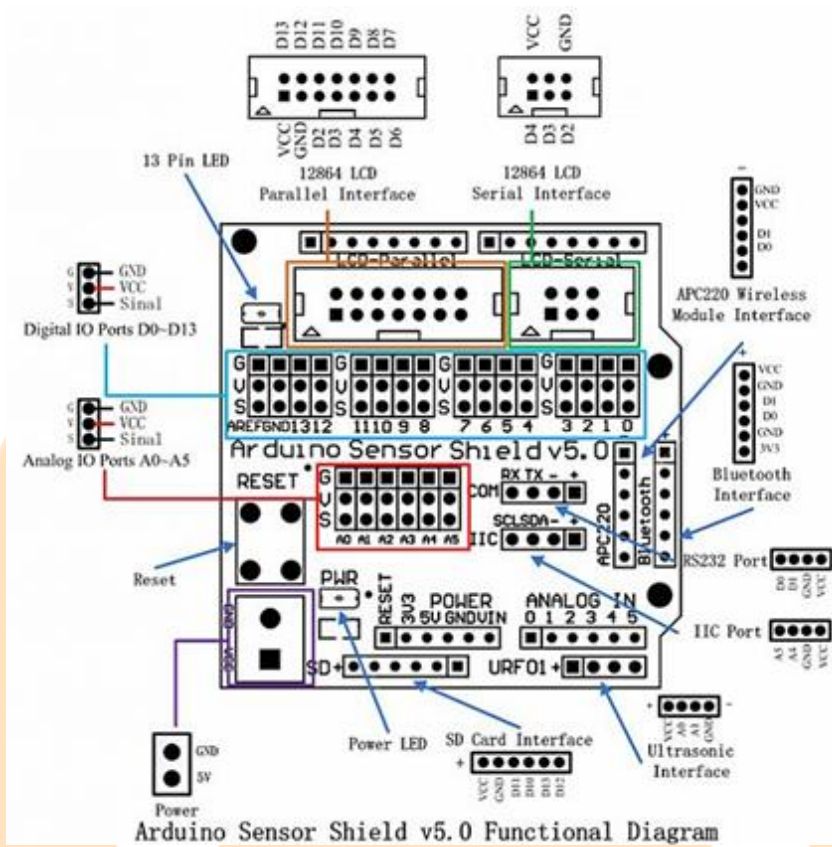 D13 D12 D11 D10 D9 D8 D7
VCC GND D2 D3 D4 D5 D6
VCC GND
D4 D3 D2
13 Pin LED
12864 LCD
Parallel Interface
12864 LCD
Serial Interface
-
GND
VCC
D1
D0
APC220 Wireless
Module Interface
G GND
V VCC
S Sinal
Digital IO Ports D0~D13
G GND
V VCC
S Sinal
Analog IO Ports A0~A5
LCD-Parallel
LCD-Serial
G G G G
V V V V
S S S S
AREF GND 13 12 11 10 9 8 7 6 5 4 3 2 1 0
Arduino Sensor Shield v5.0
+
VCC
GND
D1
D0
GND
3V3
Bluetooth
Interface
RESET
G
V
S
A0 A1 A2 A3 A4 A5
COM
RX TX - +
IIC
SCL SDA - +
-
APC220
+
Bluetooth
Reset
RS232 Port
D0 D1 GND VCC
IIC Port
A5 A4 GND VCC
GND VCC
PWR
POWER
RESET 3V3 5V GND VIN
ANALOG IN
0 1 2 3 4 5
SD+
URF01+
Power LED
SD Card Interface
+
VCC GND D11 D10 D13 D12
+ -
VCC A0 A1 GND
Ultrasonic
Interface
GND
5V
Power
Arduino Sensor Shield v5.0 Functional Diagram